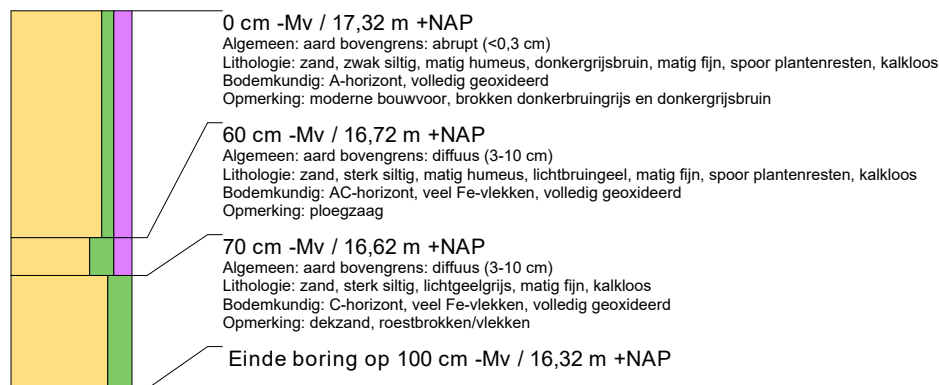 0 cm -Mv / 17,32 m +NAP
Algemeen: aard bovengrens: abrupt (<0,3 cm)
Lithologie: zand, zwak siltig, matig humeus, donkergrijsbruin, matig fijn, spoor plantenresten, kalkloos
Bodemkundig: A-horizont, volledig geoxideerd
Opmerking: moderne bouwvoor, brokken donkerbruingrijs en donkergrijsbruin
60 cm -Mv / 16,72 m +NAP
Algemeen: aard bovengrens: diffuus (3-10 cm)
Lithologie: zand, sterk siltig, matig humeus, lichtbruingeel, matig fijn, spoor plantenresten, kalkloos
Bodemkundig: AC-horizont, veel Fe-vlekken, volledig geoxideerd
Opmerking: ploegzaag
70 cm -Mv / 16,62 m +NAP
Algemeen: aard bovengrens: diffuus (3-10 cm)
Lithologie: zand, sterk siltig, lichtgeelgrijs, matig fijn, kalkloos
Bodemkundig: C-horizont, veel Fe-vlekken, volledig geoxideerd
Opmerking: dekzand, roestbrokken/vlekken
Einde boring op 100 cm -Mv / 16,32 m +NAP